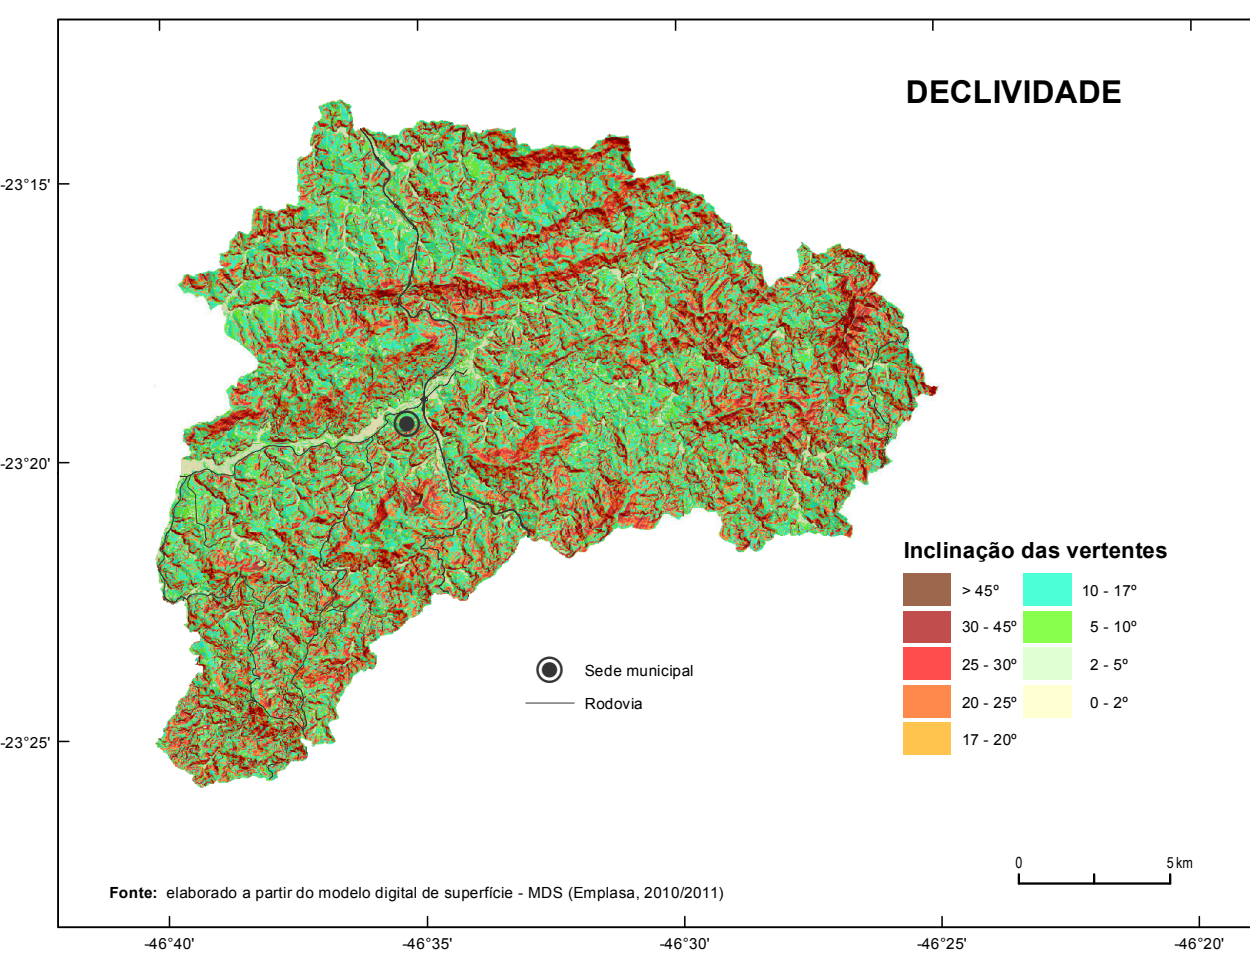 DECLIVIDADE
-23°15'
-23°20'
-23°25'
Inclinação das vertentes
> 45º
10 - 17º
30 - 45º
5 - 10º
25 - 30º
2 - 5º
20 - 25º
0 - 2º
17 - 20º
Sede municipal
Rodovia
0 5 km
Fonte: elaborado a partir do modelo digital de superfície - MDS (Emplasa, 2010/2011)
-46°40' -46°35' -46°30' -46°25' -46°20'